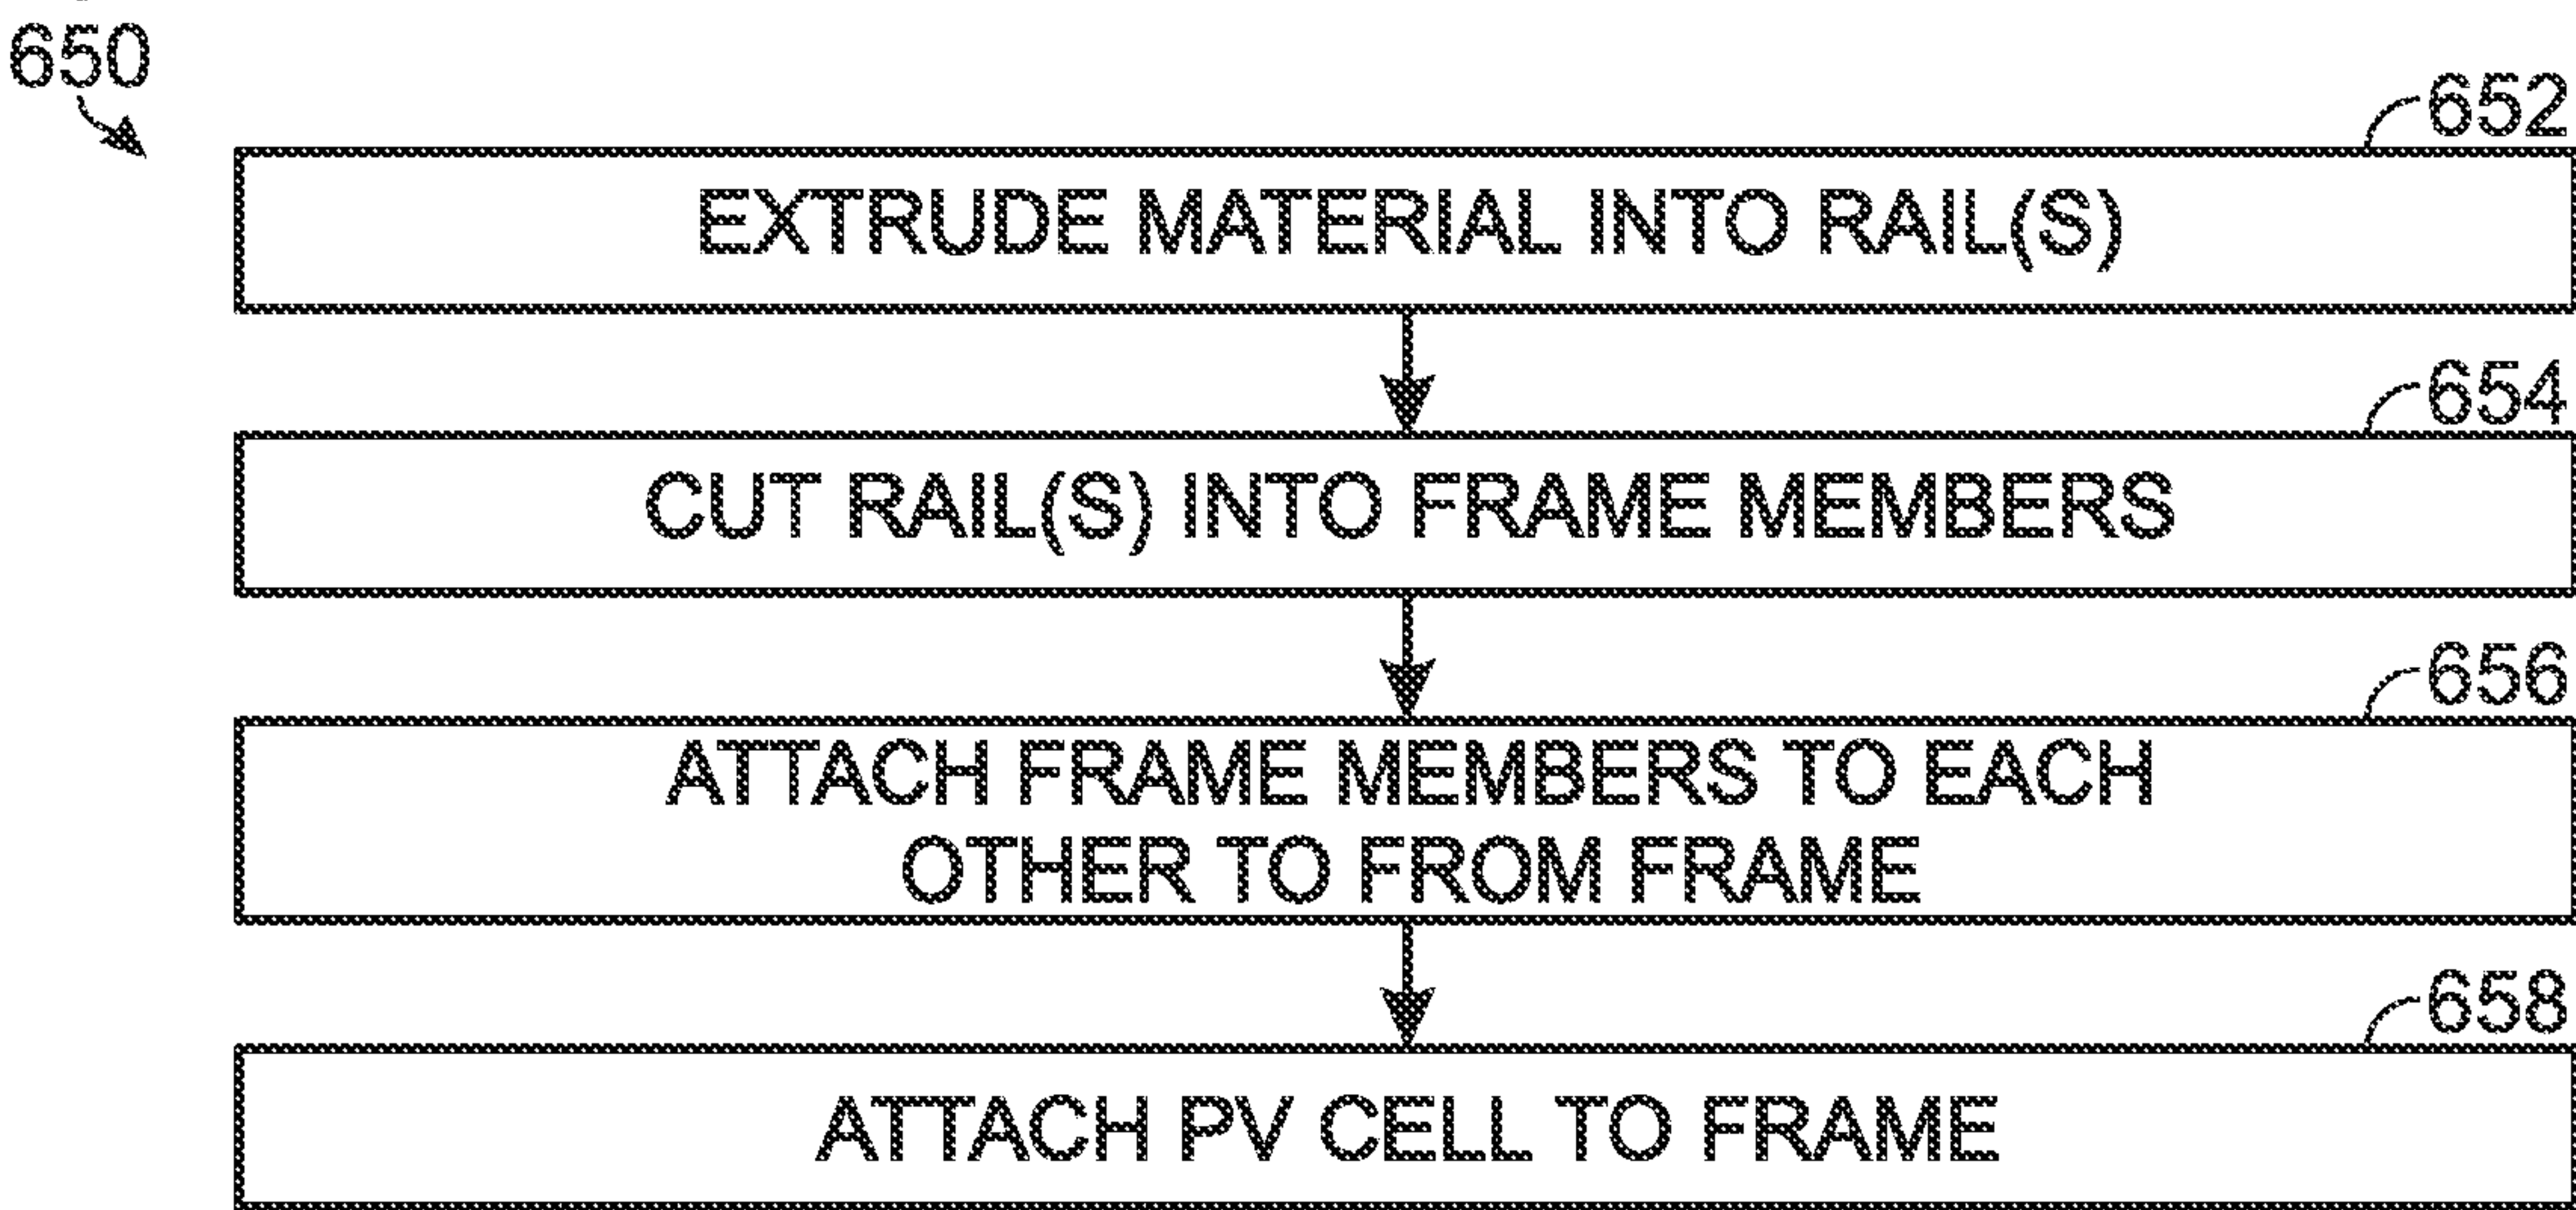 650
652
EXTRUDE MATERIAL INTO RAIL(S)
654
CUT RAIL(S) INTO FRAME MEMBERS
656
ATTACH FRAME MEMBERS TO EACH
OTHER TO FROM FRAME
658
ATTACH PV CELL TO FRAME